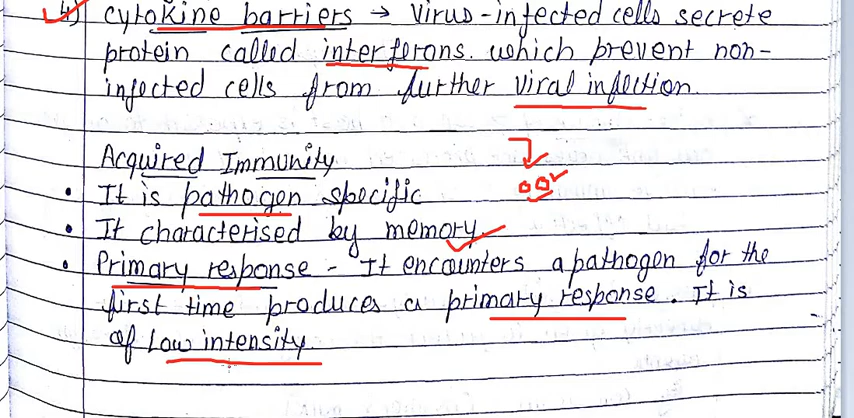 4) Cytokine barriers → Virus-infected cells secrete
protein called interferons. which prevent non-
infected cells from further viral infection.
Acquired Immunity
• It is pathogen specific
• It characterised by memory
• Primary response - It encounters a pathogen for the
first time produces a primary response. It is
of Low intensity.